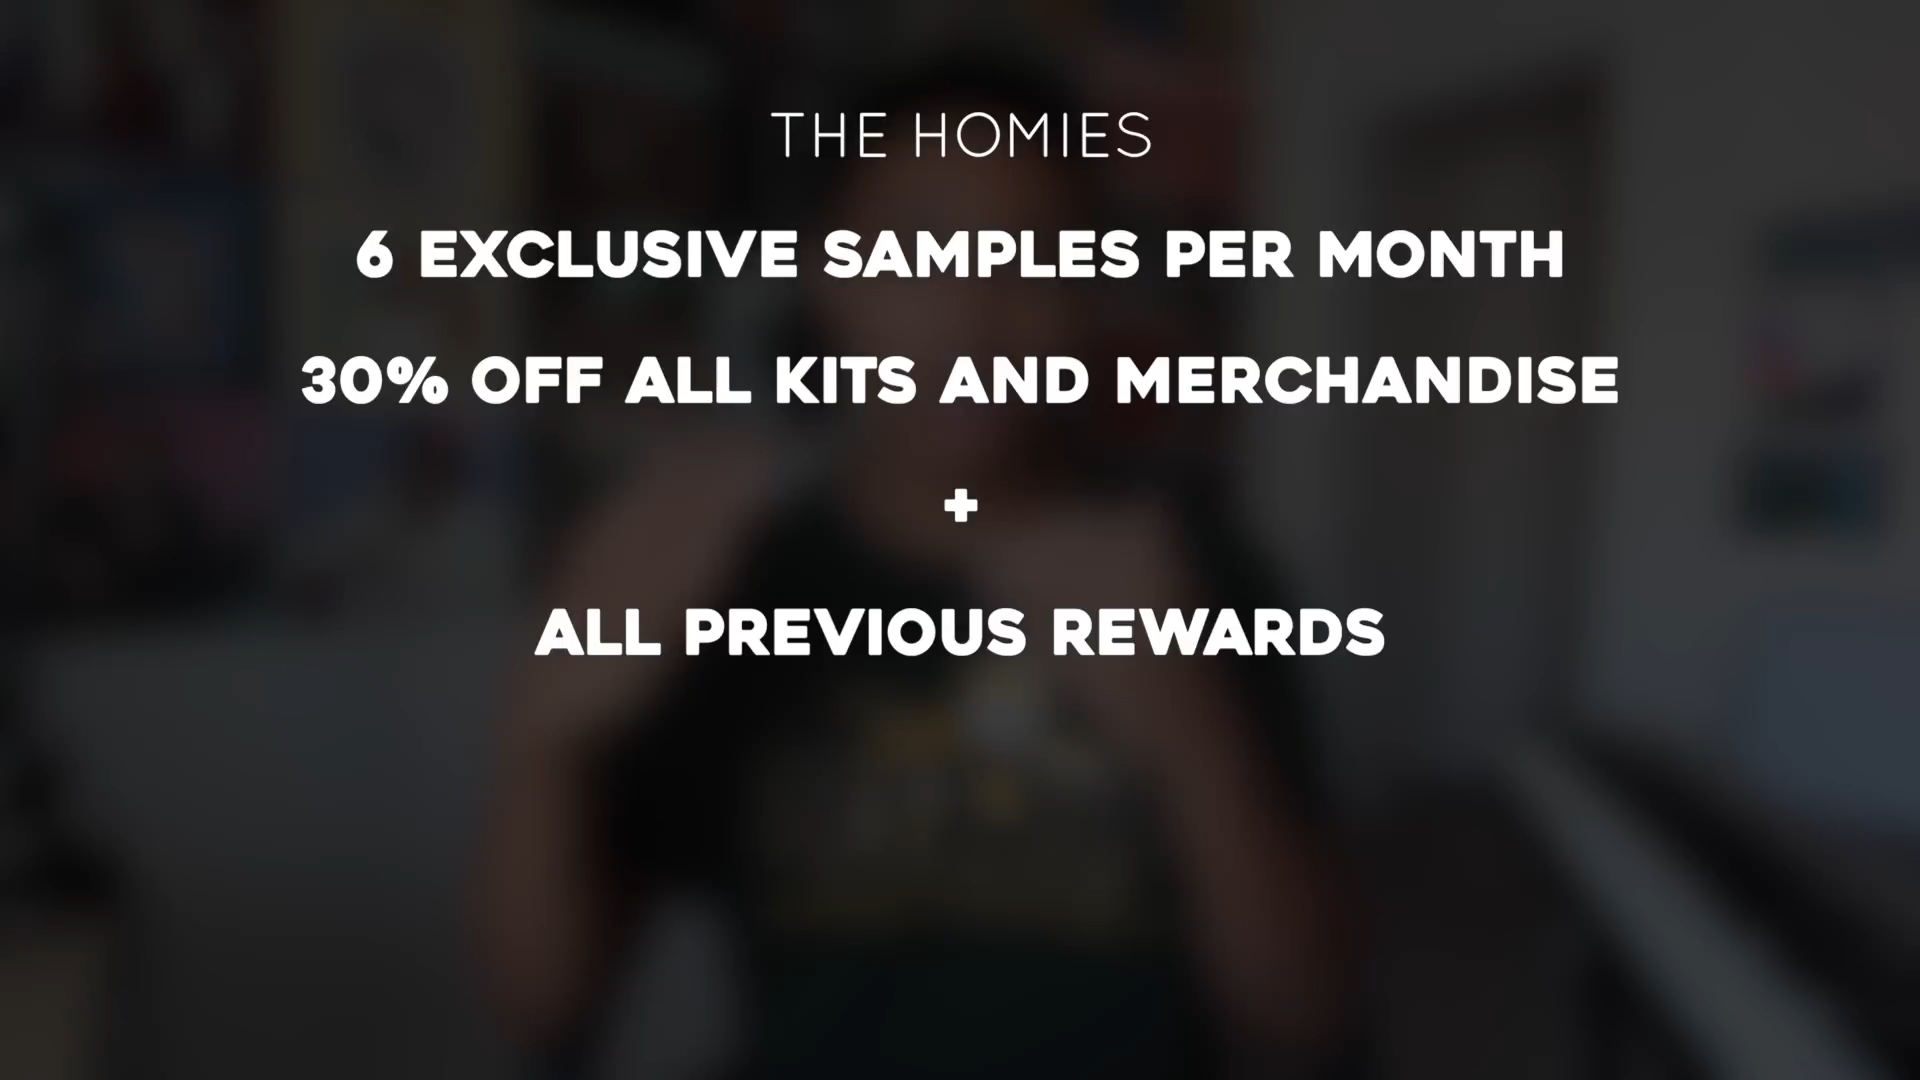 THE HOMIES
6 EXCLUSIVE SAMPLES PER MONTH
30% OFF ALL KITS AND MERCHANDISE
+
ALL PREVIOUS REWARDS